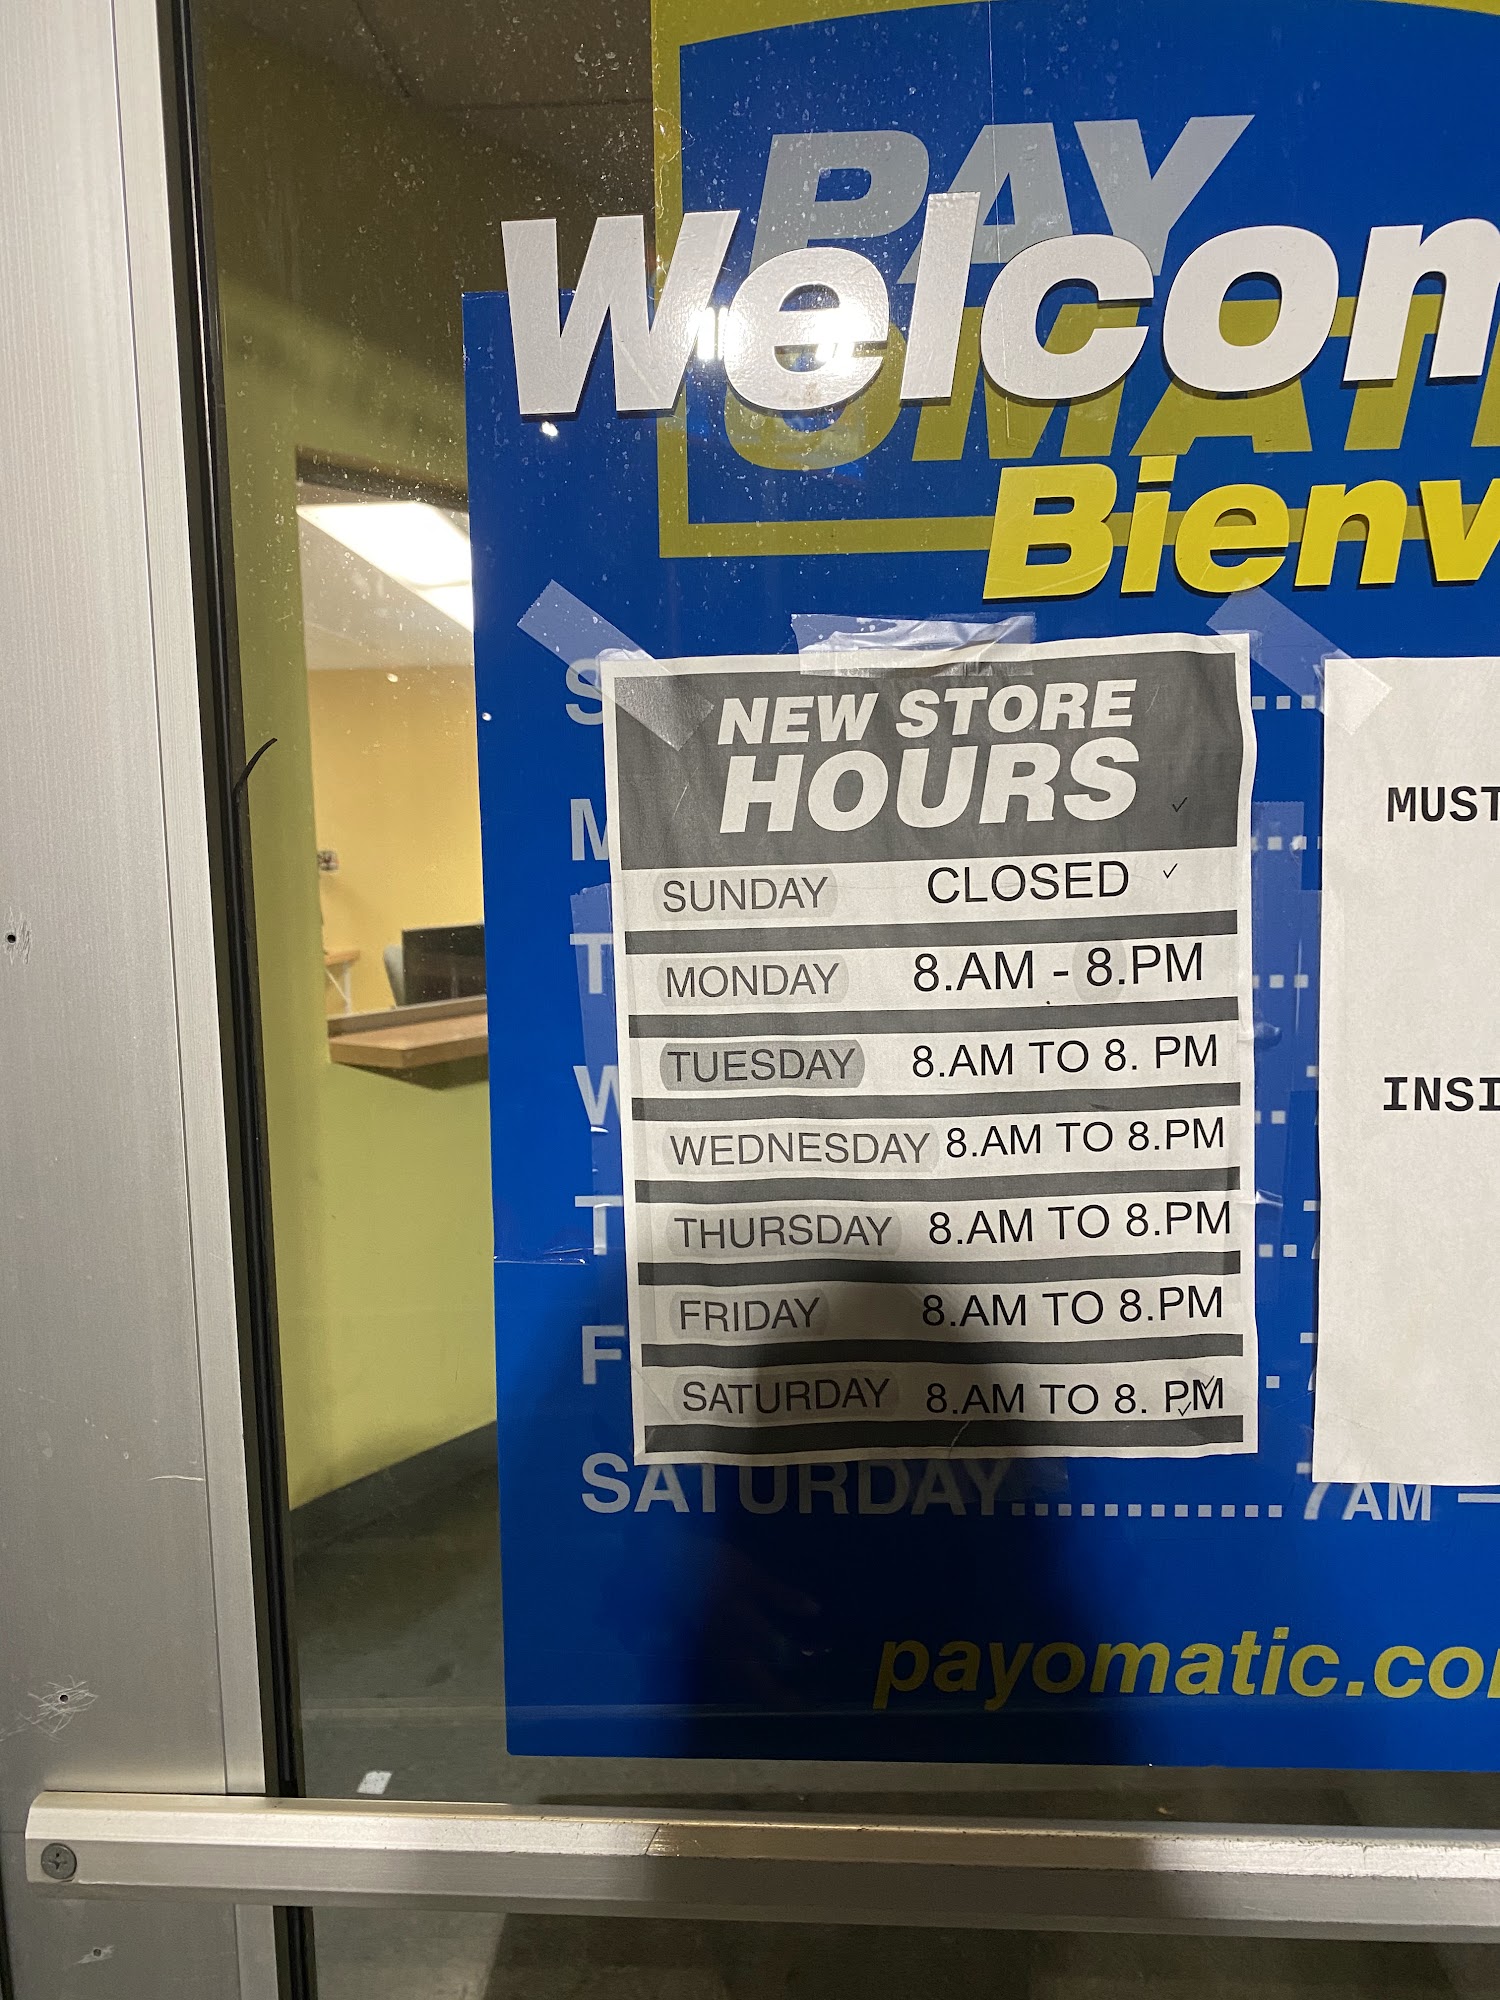 PAY
Welcom
OMATI
Bienv
NEW STORE
HOURS
SUNDAY CLOSED
MONDAY 8.AM - 8.PM
TUESDAY 8.AM TO 8. PM
WEDNESDAY 8.AM TO 8.PM
THURSDAY 8.AM TO 8.PM
FRIDAY 8.AM TO 8.PM
SATURDAY 8.AM TO 8. PM
MUST
INSI
S
M
T
W
T
F
SATURDAY............7AM –
payomatic.co